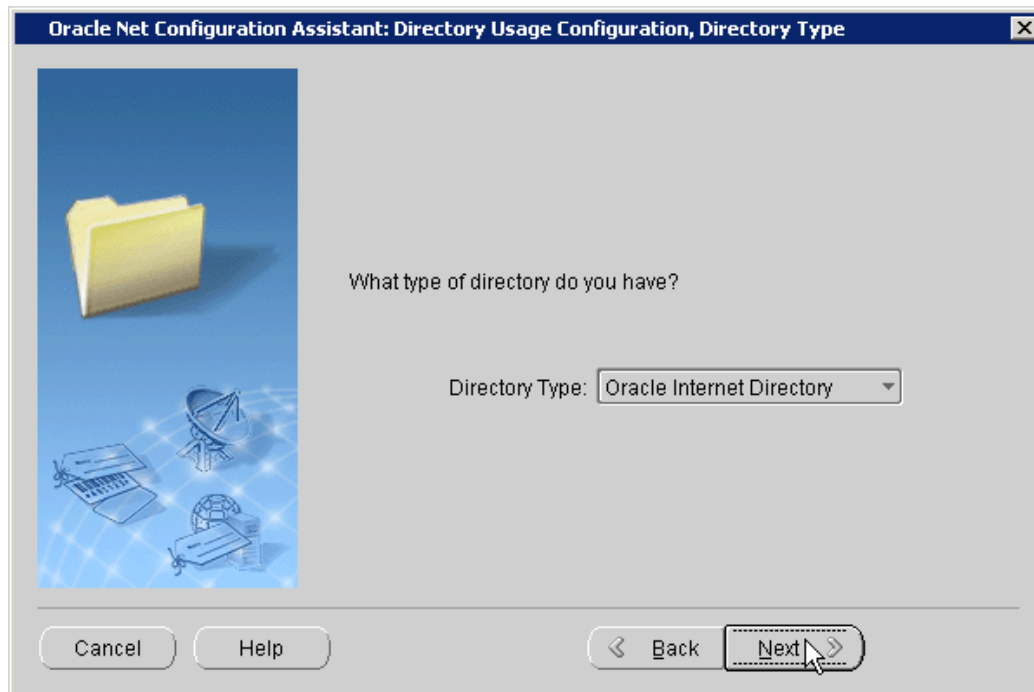 Oracle Net Configuration Assistant: Directory Usage Configuration, Directory Type
What type of directory do you have?
Directory Type: Oracle Internet Directory
Cancel Help Back Next